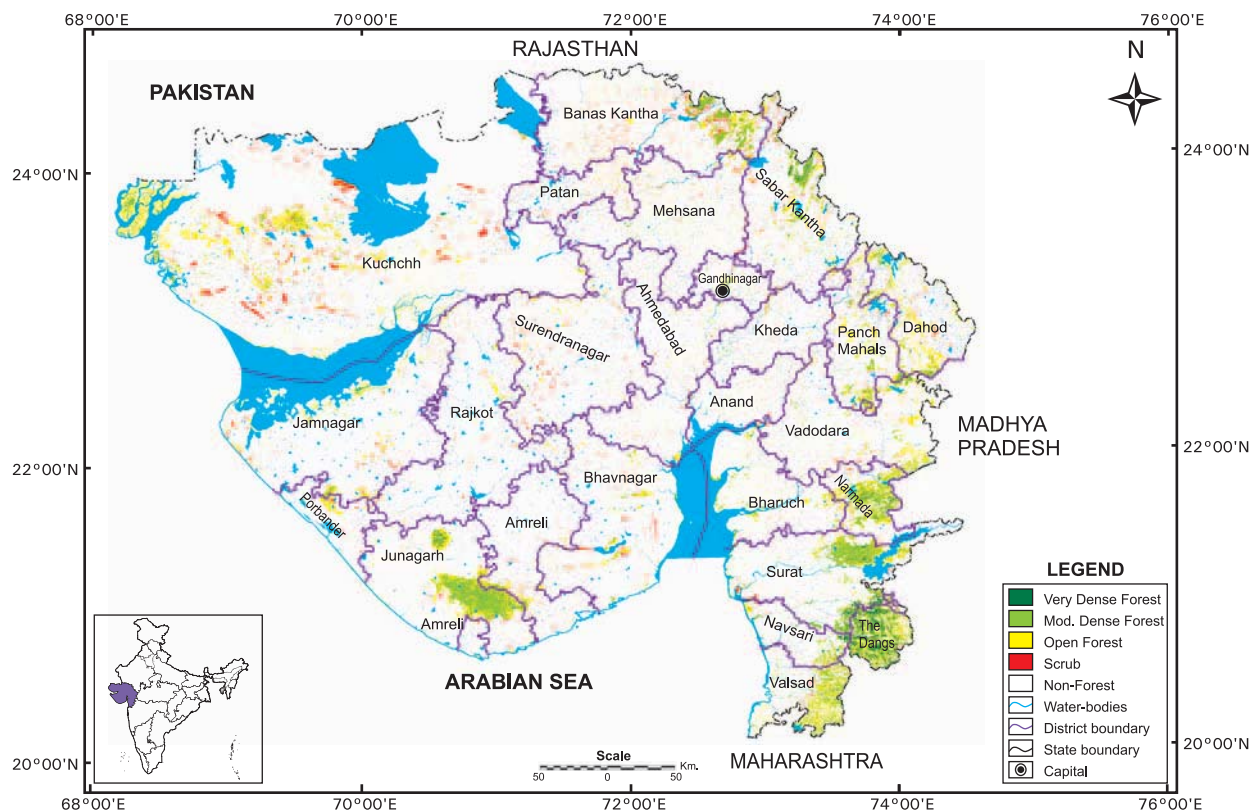 68°00'E
70°00'E
72°00'E
74°00'E
76°00'E
RAJASTHAN
N
PAKISTAN
Banas Kantha
24°00'N
24°00'N
Patan
Mehsana
Sabar Kantha
Kuchchh
Gandhinagar
Ahmedabad
Surendranagar
Kheda
Panch
Mahals
Dahod
Jamnagar
Rajkot
Anand
Vadodara
MADHYA
PRADESH
22°00'N
22°00'N
Bhavnagar
Porbander
Amreli
Bharuch
Narmada
Junagarh
Surat
Amreli
Navsari
The
Dangs
Valsad
ARABIAN SEA
MAHARASHTRA
LEGEND
Very Dense Forest
Mod. Dense Forest
Open Forest
Scrub
Non-Forest
Water-bodies
District boundary
State boundary
Capital
Scale
50 0 50 Km.
20°00'N
20°00'N
68°00'E
70°00'E
72°00'E
74°00'E
76°00'E